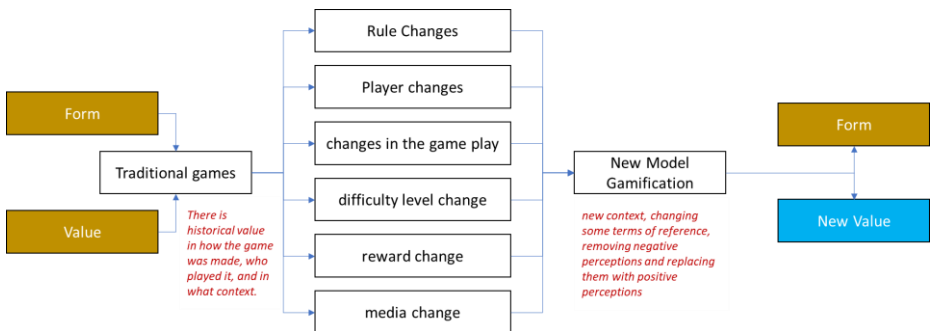 Form
Value
Traditional games
There is
historical value
in how the game
was made, who
played it, and in
what context.
Rule Changes
Player changes
changes in the game play
difficulty level change
reward change
media change
New Model
Gamification
new context, changing
some terms of reference,
removing negative
perceptions and replacing
them with positive
perceptions
Form
New Value